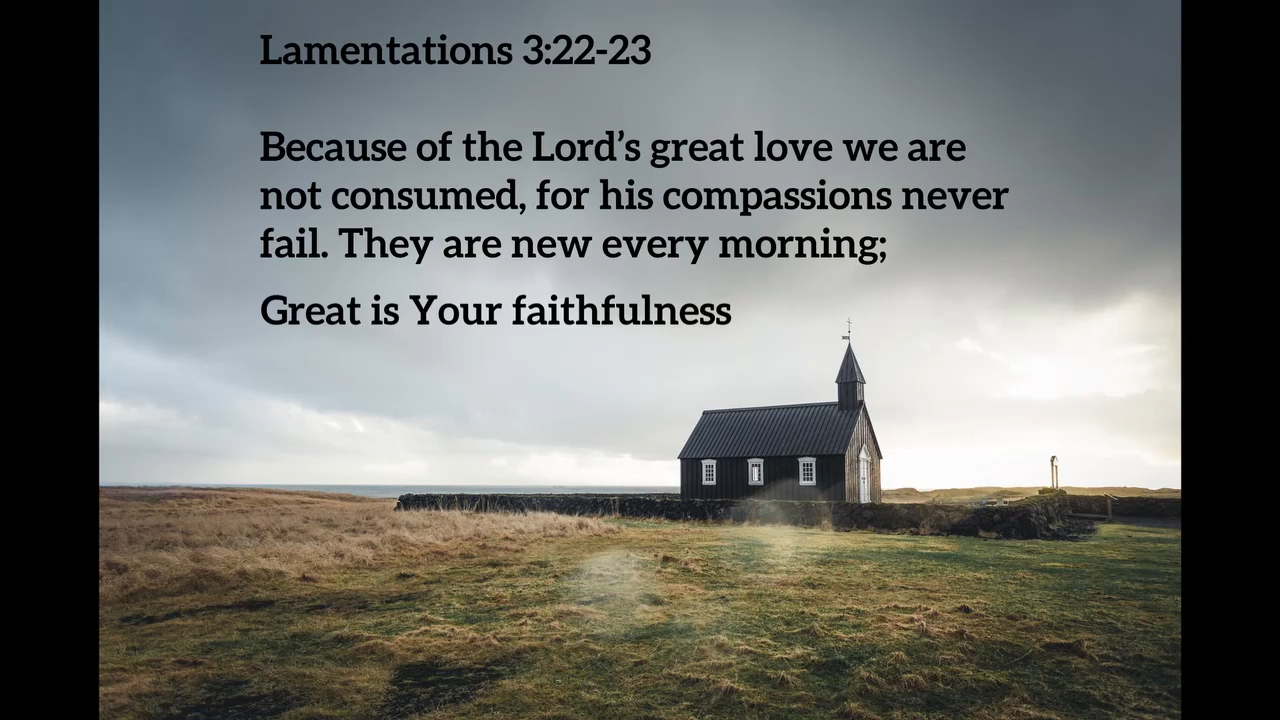 Lamentations 3:22-23
Because of the Lord’s great love we are
not consumed, for his compassions never
fail. They are new every morning;
Great is Your faithfulness